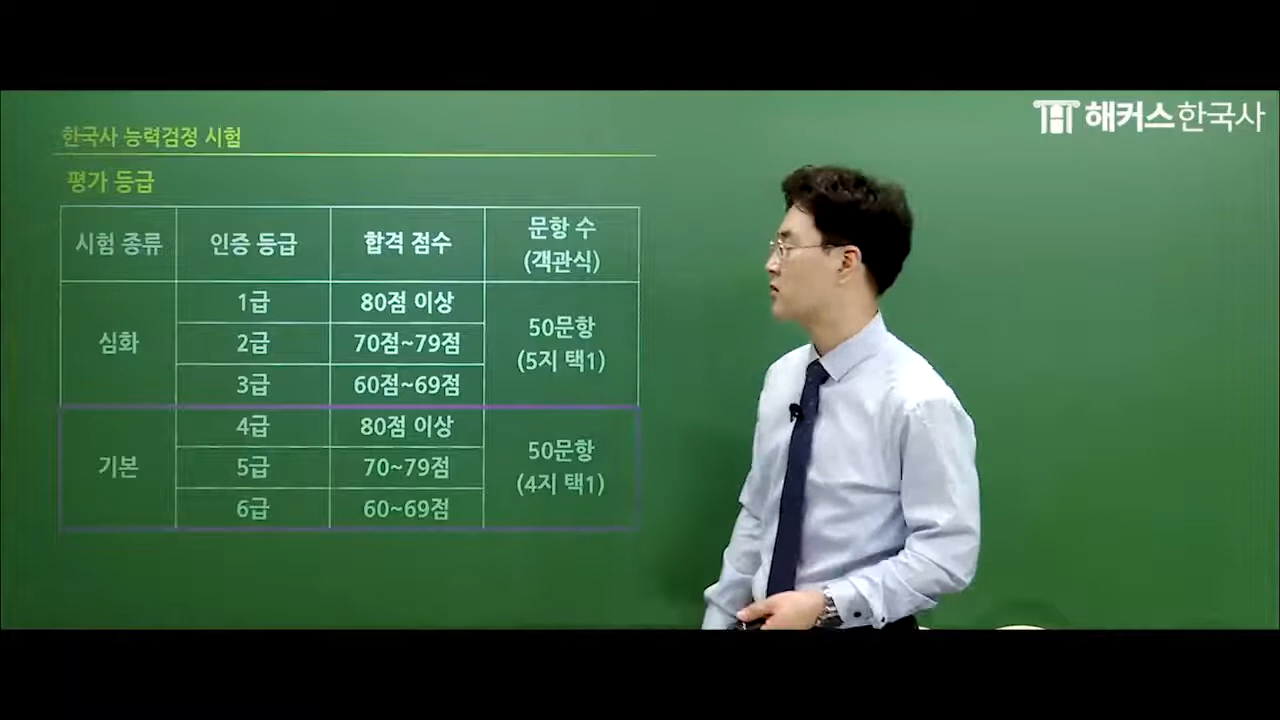 해커스한국사
한국사 능력검정 시험
평가 등급
시험 종류 인증 등급 합격 점수 문항 수
(객관식)
심화
1급 80점 이상
2급 70점~79점
3급 60점~69점
50문항
(5지 택1)
기본
4급 80점 이상
5급 70~79점
6급 60~69점
50문항
(4지 택1)